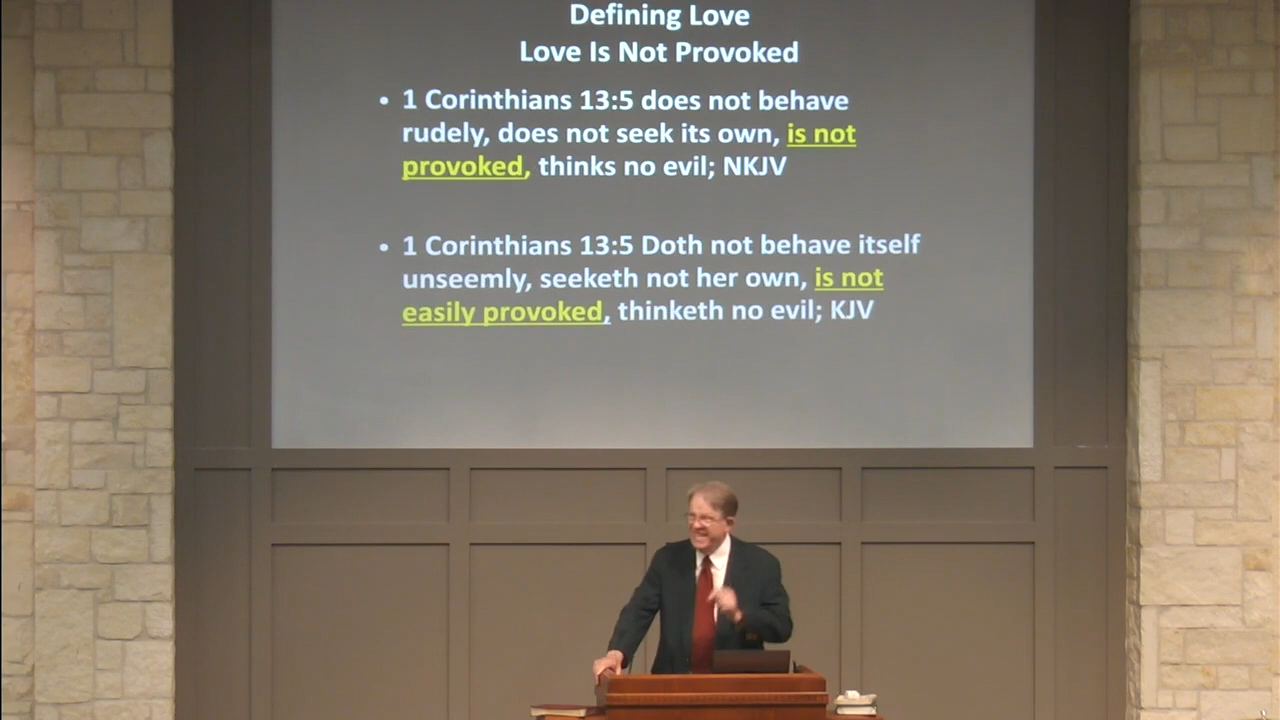 Defining Love
Love Is Not Provoked
• 1 Corinthians 13:5 does not behave
rudely, does not seek its own, is not
provoked, thinks no evil; NKJV
• 1 Corinthians 13:5 Doth not behave itself
unseemly, seeketh not her own, is not
easily provoked, thinketh no evil; KJV